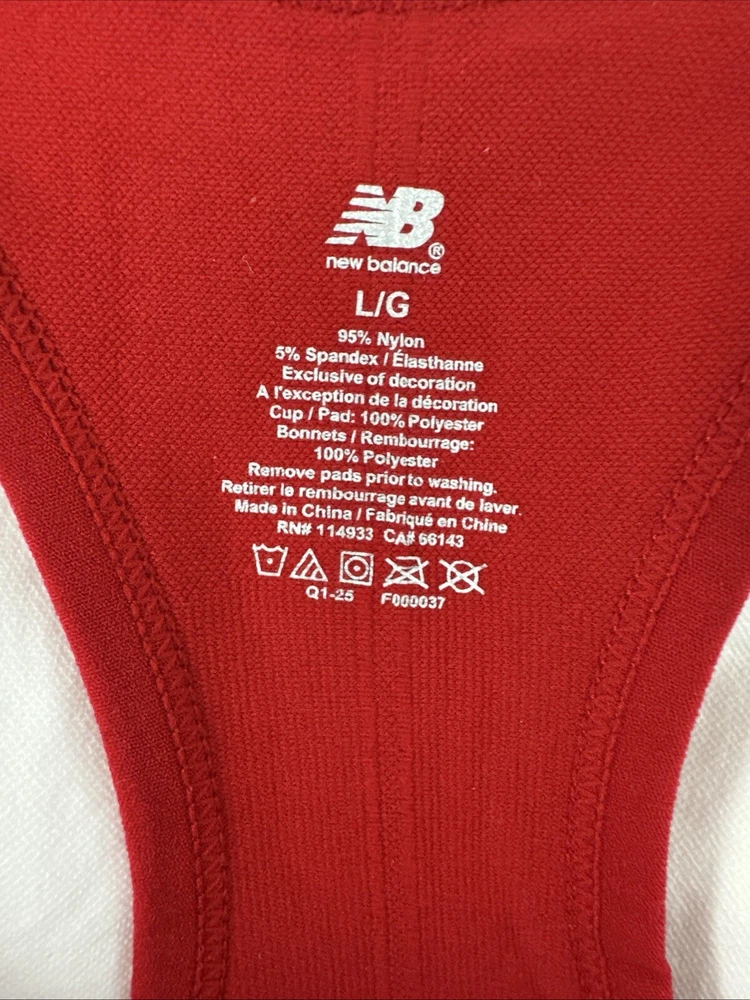 NB®
new balance
L/G
95% Nylon
5% Spandex / Élasthanne
Exclusive of decoration
A l'exception de la décoration
Cup / Pad: 100% Polyester
Bonnets / Rembourrage:
100% Polyester
Remove pads prior to washing.
Retirer le rembourrage avant de laver.
Made in China / Fabriqué en Chine
RN# 114933 CA# 56143
Q1-25 F000037